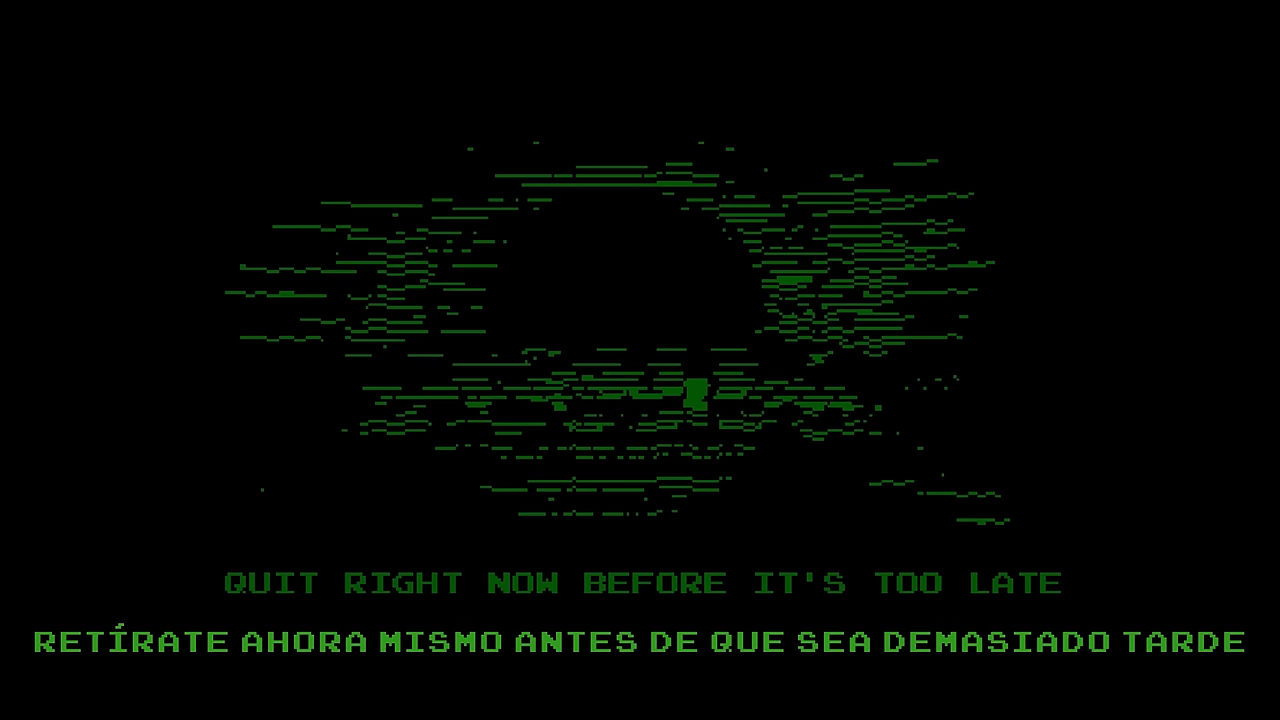 QUIT RIGHT NOW BEFORE IT'S TOO LATE
RETÍRATE AHORA MISMO ANTES DE QUE SEA DEMASIADO TARDE